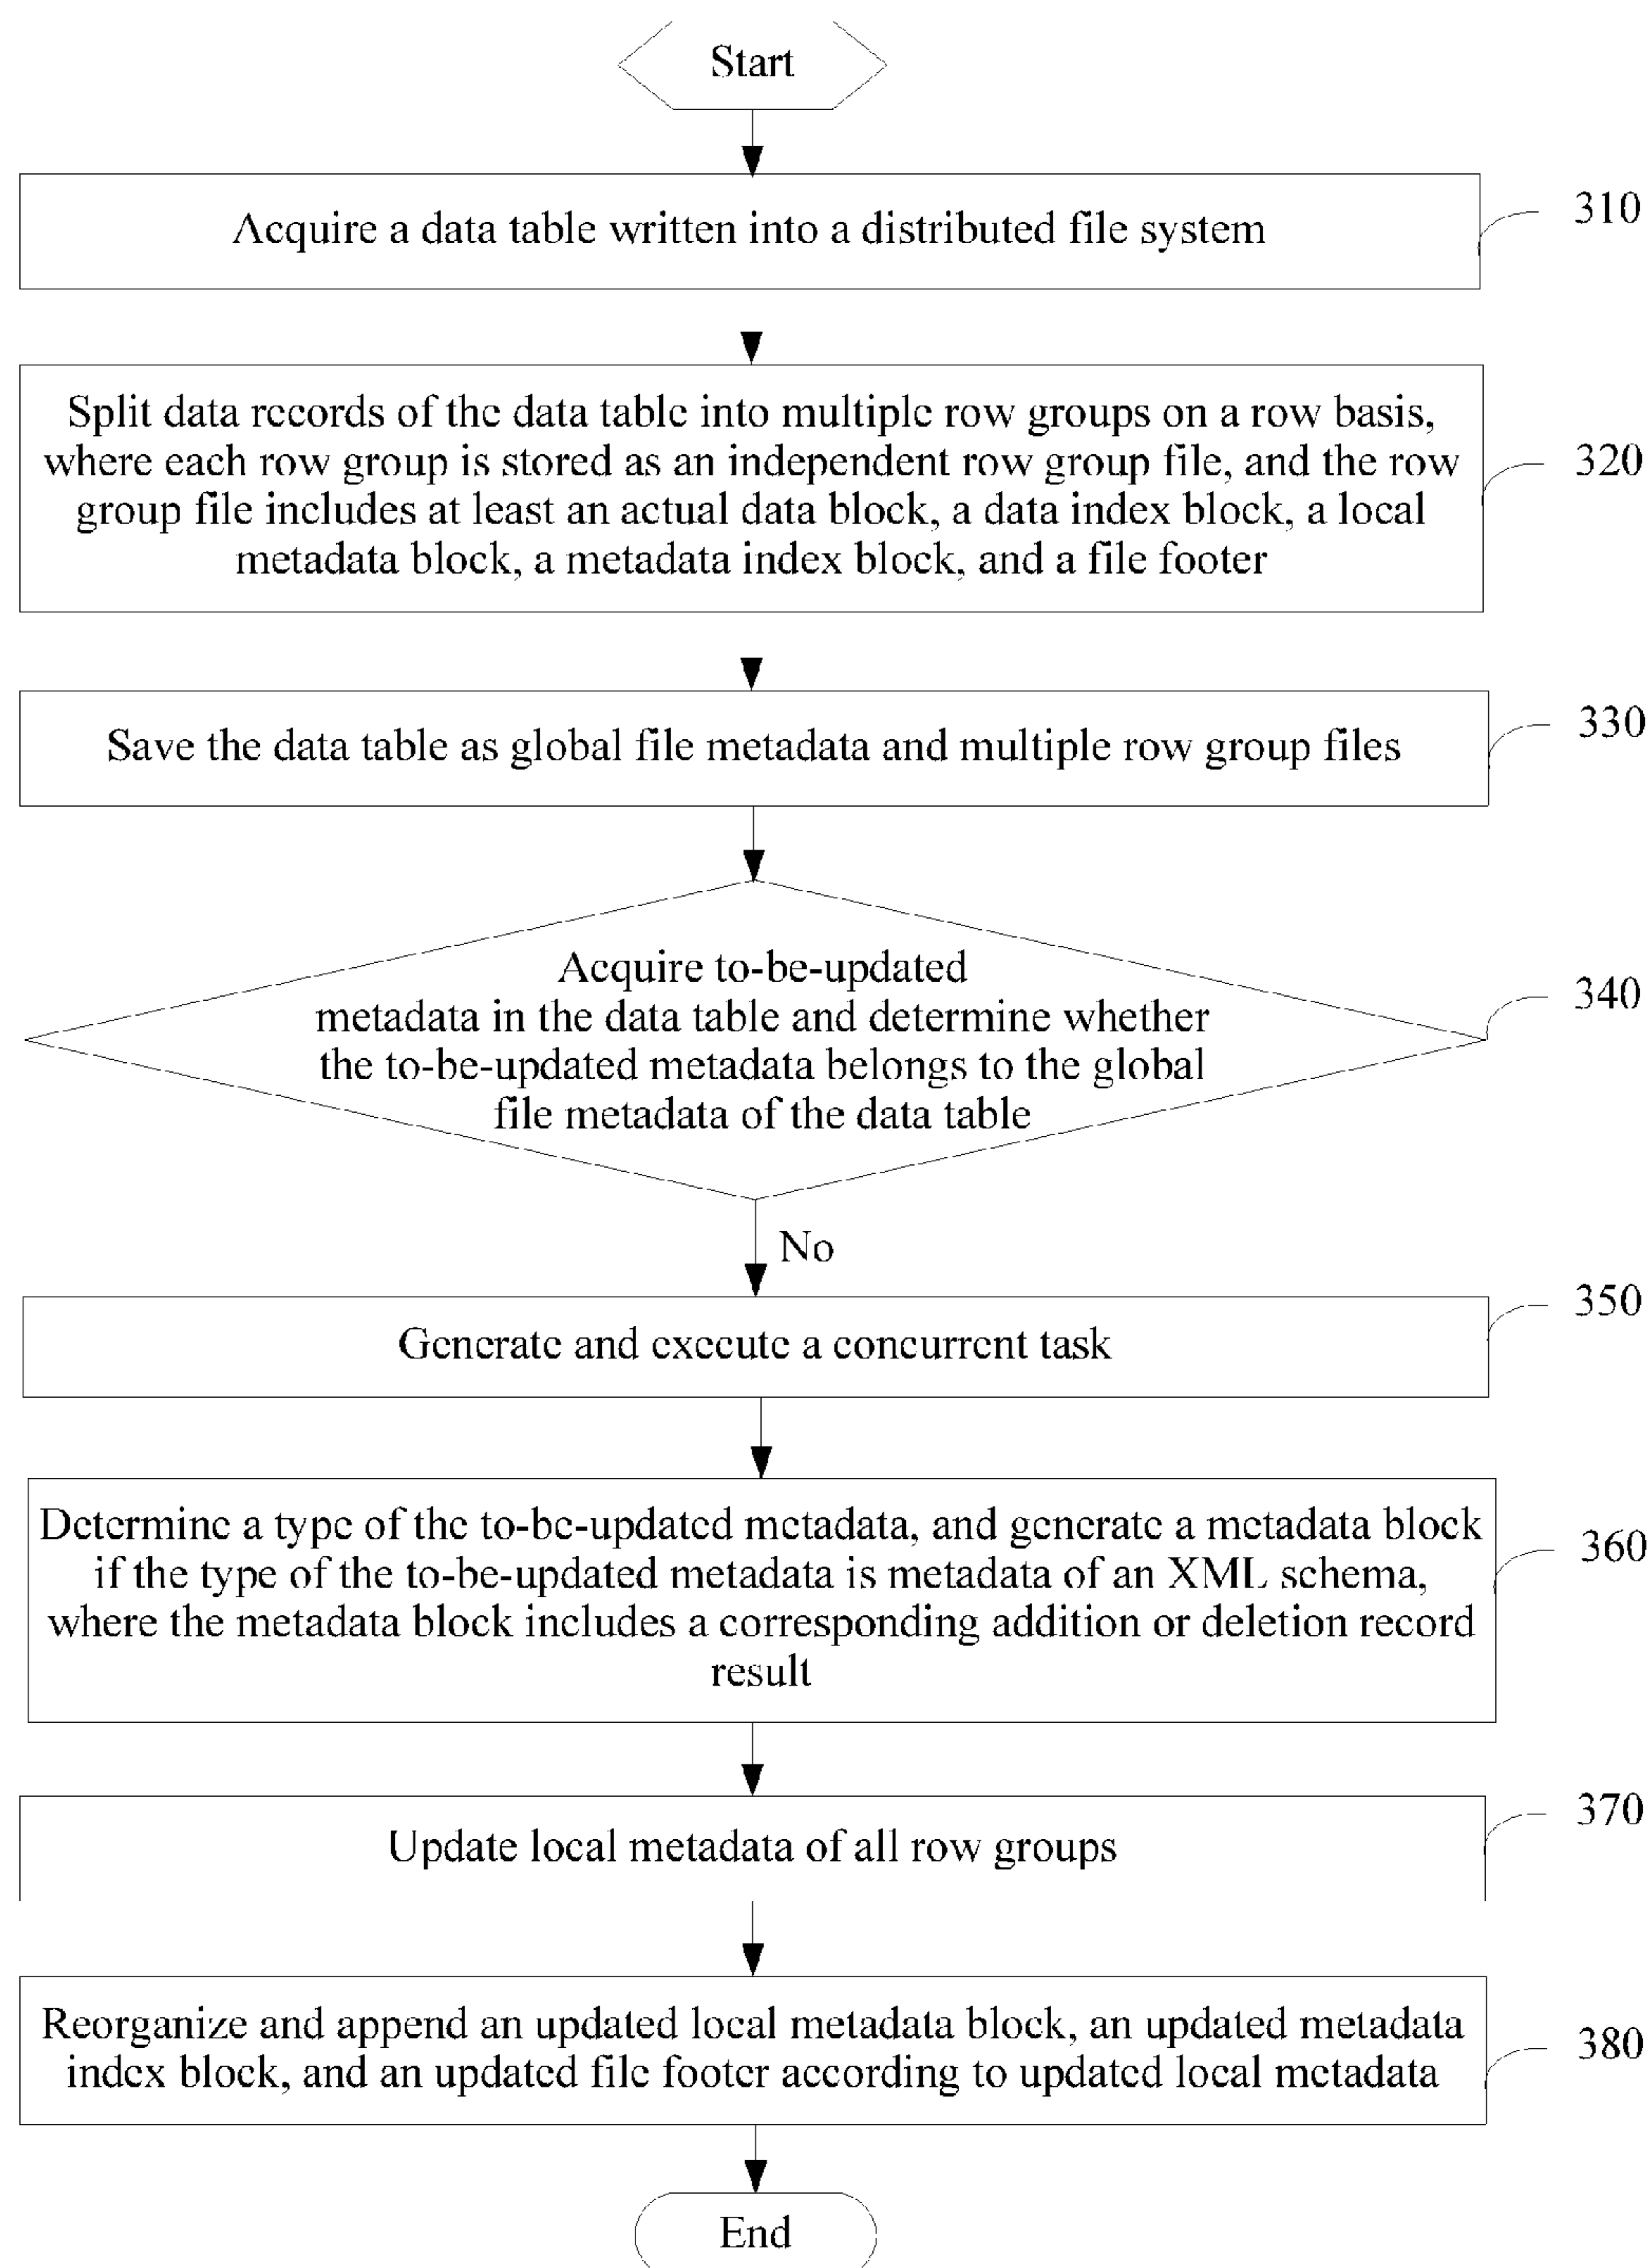 Start
Acquire a data table written into a distributed file system
310
Split data records of the data table into multiple row groups on a row basis,
where each row group is stored as an independent row group file, and the row
group file includes at least an actual data block, a data index block, a local
metadata block, a metadata index block, and a file footer
320
Save the data table as global file metadata and multiple row group files
330
Acquire to-be-updated
metadata in the data table and determine whether
the to-be-updated metadata belongs to the global
file metadata of the data table
340
No
Generate and execute a concurrent task
350
Determine a type of the to-be-updated metadata, and generate a metadata block
if the type of the to-be-updated metadata is metadata of an XML schema,
where the metadata block includes a corresponding addition or deletion record
result
360
Update local metadata of all row groups
370
Reorganize and append an updated local metadata block, an updated metadata
index block, and an updated file footer according to updated local metadata
380
End